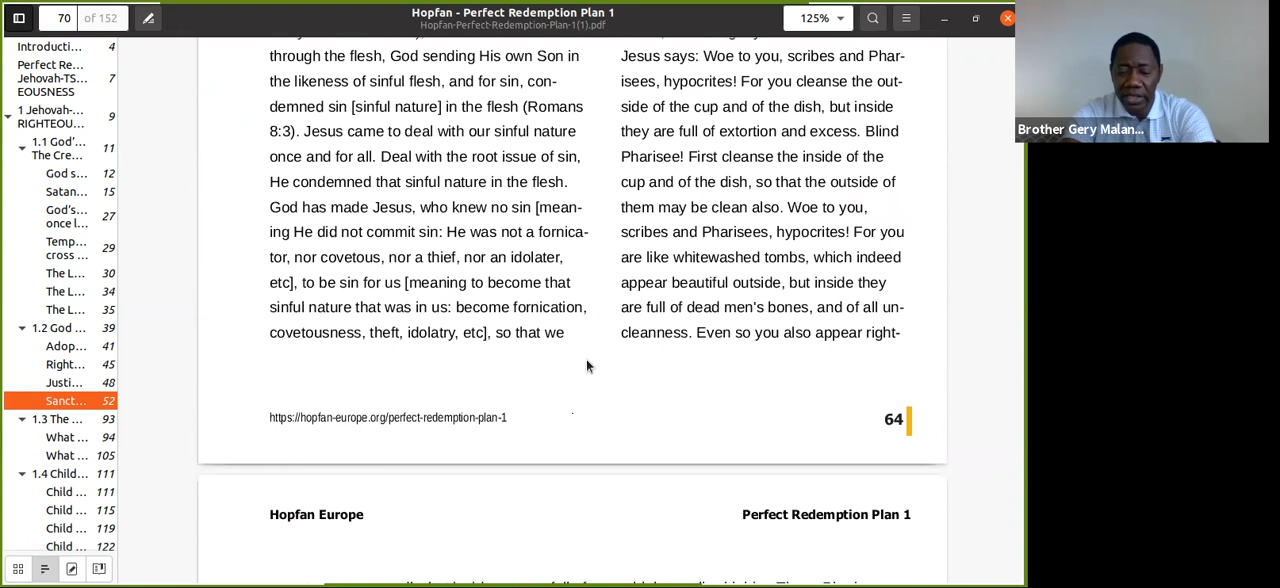 70
of 152
Hopfan - Perfect Redemption Plan 1
Hopfan-Perfect-Redemption-Plan-1(1).pdf
125%
Introducti... 4
Perfect Re...
Jehovah-TS... 7
EOUSNESS
1 Jehovah-... 9
RIGHTEOU...
1.1 God'... 11
The Cre...
God s... 12
Satan... 15
God's... 27
once l...
Temp... 29
cross ...
The L... 30
The L... 34
The L... 35
1.2 God ... 39
Adop... 41
Right... 45
Justi... 48
Sanct... 52
1.3 The ... 93
What ... 94
What ... 105
1.4 Child... 111
Child ... 111
Child ... 115
Child ... 119
Child ... 122
through the flesh, God sending His own Son in
the likeness of sinful flesh, and for sin, con-
demned sin [sinful nature] in the flesh (Romans
8:3). Jesus came to deal with our sinful nature
once and for all. Deal with the root issue of sin,
He condemned that sinful nature in the flesh.
God has made Jesus, who knew no sin [mean-
ing He did not commit sin: He was not a fornica-
tor, nor covetous, nor a thief, nor an idolater,
etc], to be sin for us [meaning to become that
sinful nature that was in us: become fornication,
covetousness, theft, idolatry, etc], so that we
Jesus says: Woe to you, scribes and Phar-
isees, hypocrites! For you cleanse the out-
side of the cup and of the dish, but inside
they are full of extortion and excess. Blind
Pharisee! First cleanse the inside of the
cup and of the dish, so that the outside of
them may be clean also. Woe to you,
scribes and Pharisees, hypocrites! For you
are like whitewashed tombs, which indeed
appear beautiful outside, but inside they
are full of dead men's bones, and of all un-
cleanness. Even so you also appear right-
https://hopfan-europe.org/perfect-redemption-plan-1
64
Hopfan Europe
Perfect Redemption Plan 1
Brother Gery Malan...